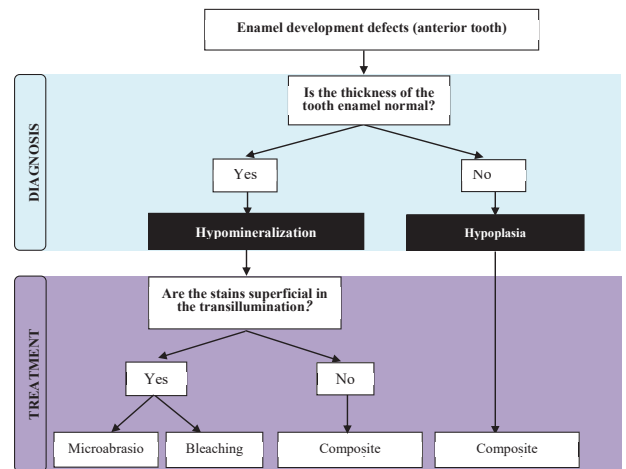 Enamel development defects (anterior tooth)
DIAGNOSIS
Is the thickness of the
tooth enamel normal?
Yes
No
Hypomineralization
Hypoplasia
TREATMENT
Are the stains superficial in
the transillumination?
Yes
No
Microabrasio
Bleaching
Composite
Composite